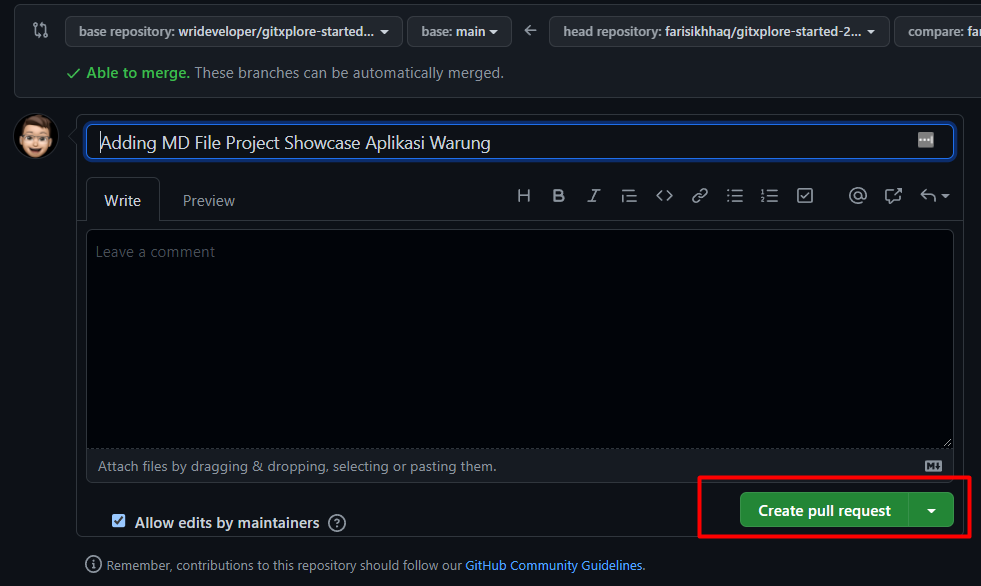 base repository: wrideveloper/gitxplore-started... base: main head repository: farisikhhaq/gitxplore-started-2... compare: fa
Able to merge. These branches can be automatically merged.
Adding MD File Project Showcase Aplikasi Warung
Write Preview
Leave a comment
Attach files by dragging & dropping, selecting or pasting them.
Allow edits by maintainers
Create pull request
Remember, contributions to this repository should follow our GitHub Community Guidelines.